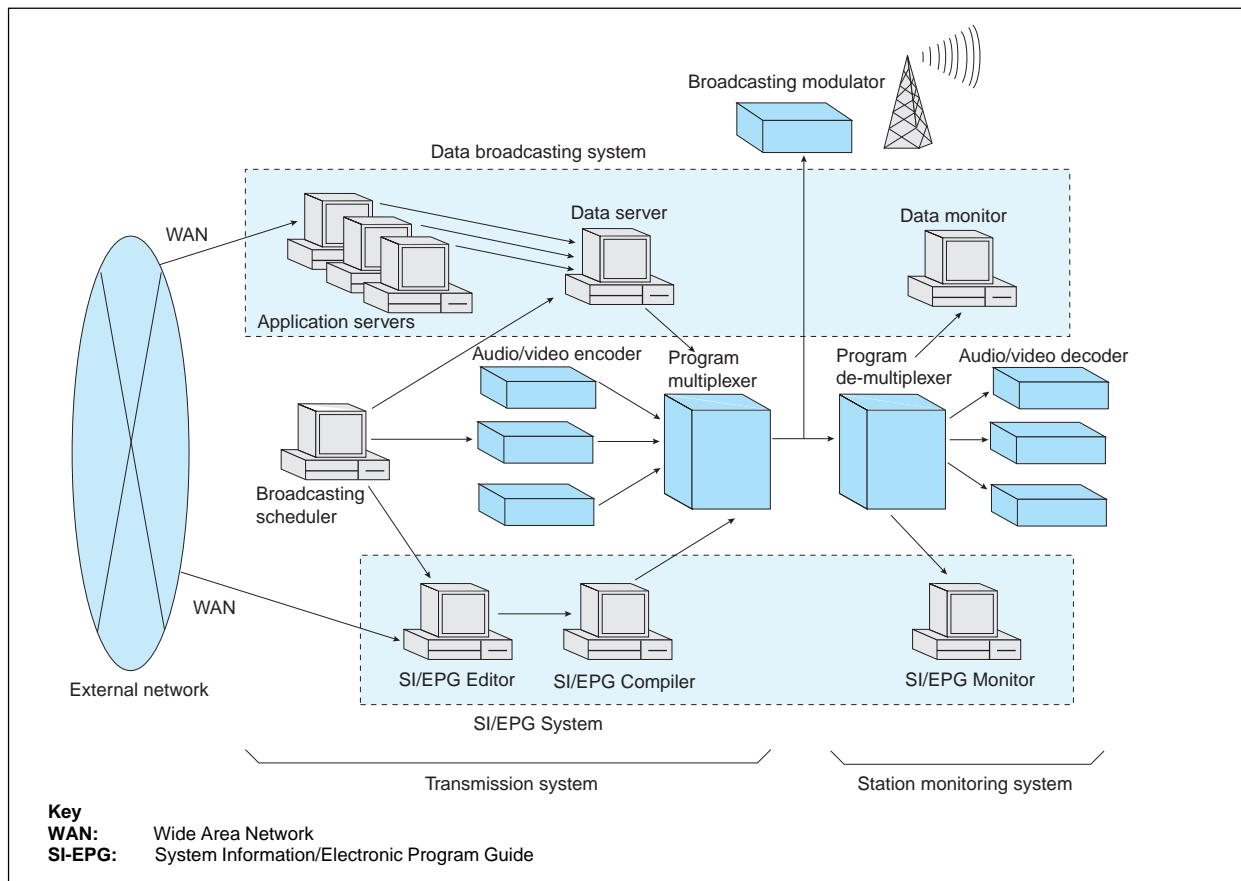 Broadcasting modulator
Data broadcasting system
WAN
Data server
Data monitor
Application servers
Audio/video encoder
Program
multiplexer
Program
de-multiplexer
Audio/video decoder
Broadcasting
scheduler
WAN
External network
SI/EPG Editor
SI/EPG Compiler
SI/EPG Monitor
SI/EPG System
Transmission system
Station monitoring system
Key
WAN: Wide Area Network
SI-EPG: System Information/Electronic Program Guide